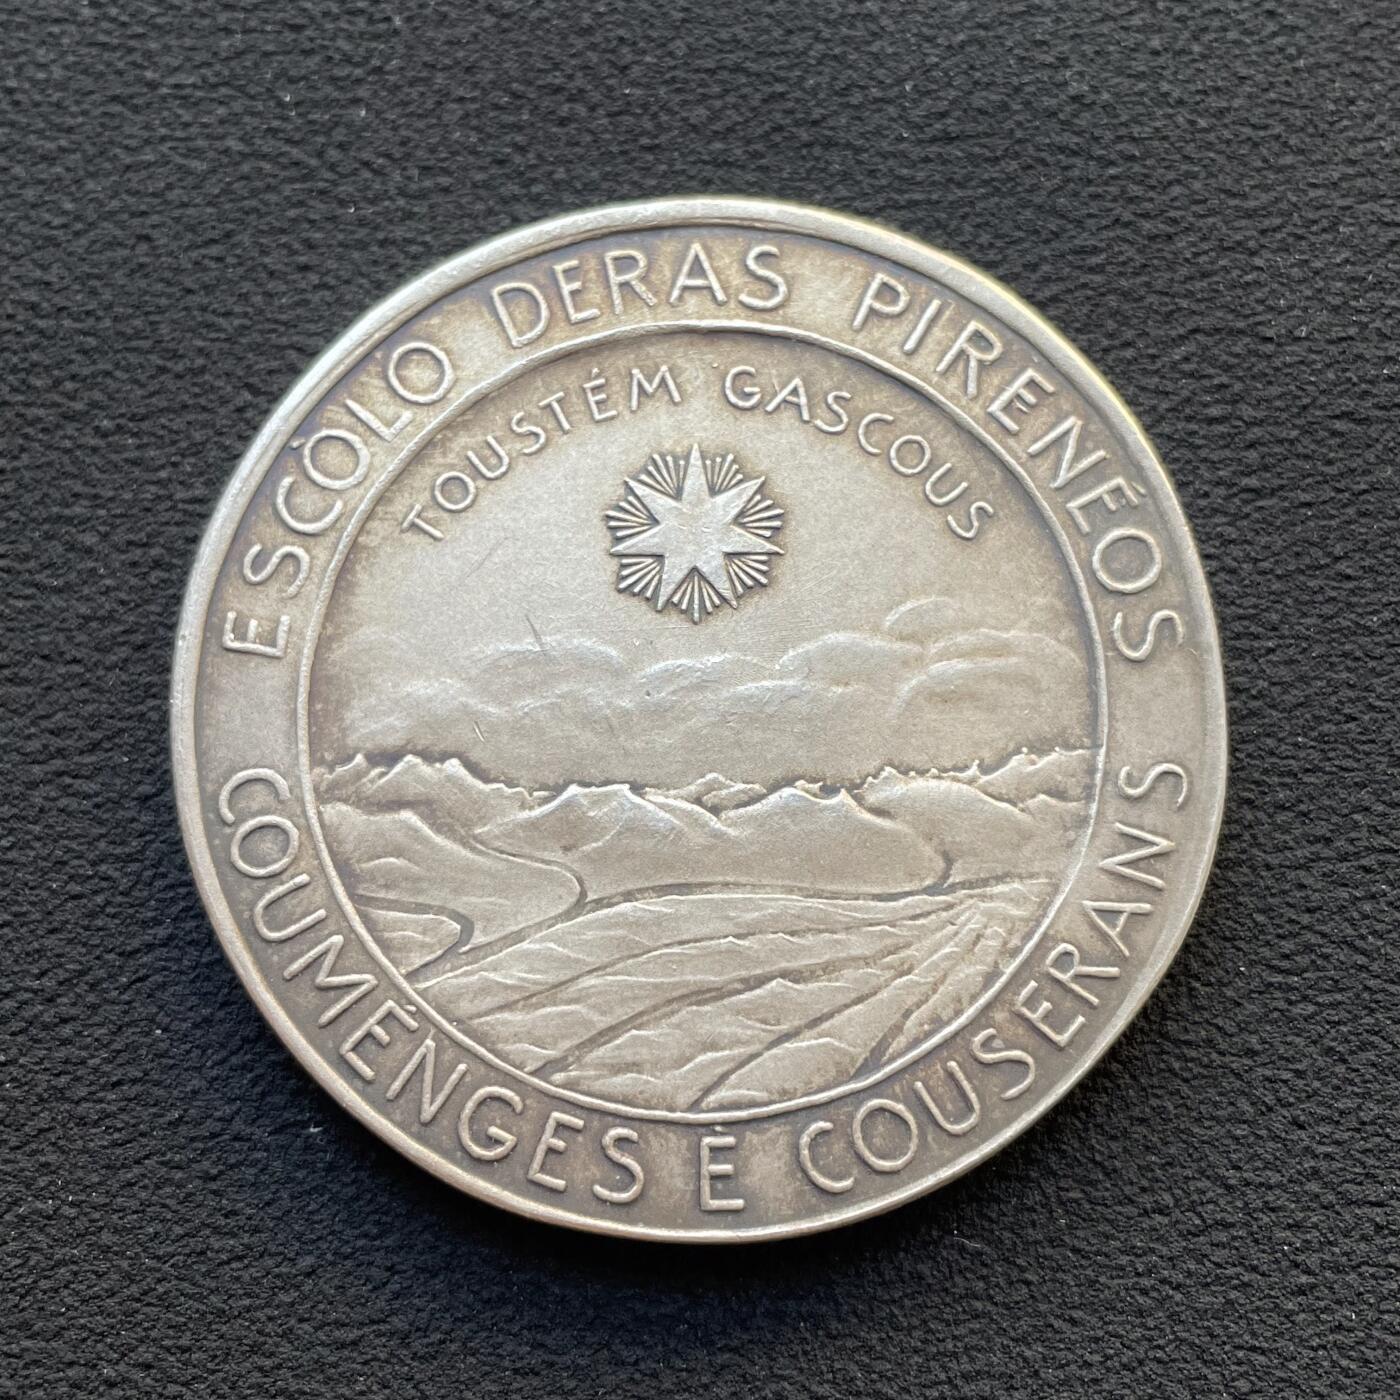 ESCÒLO DERAS PIRENÉOS
TOUSTÉM GASCOUS
COUMÉNGES È COUSERANS